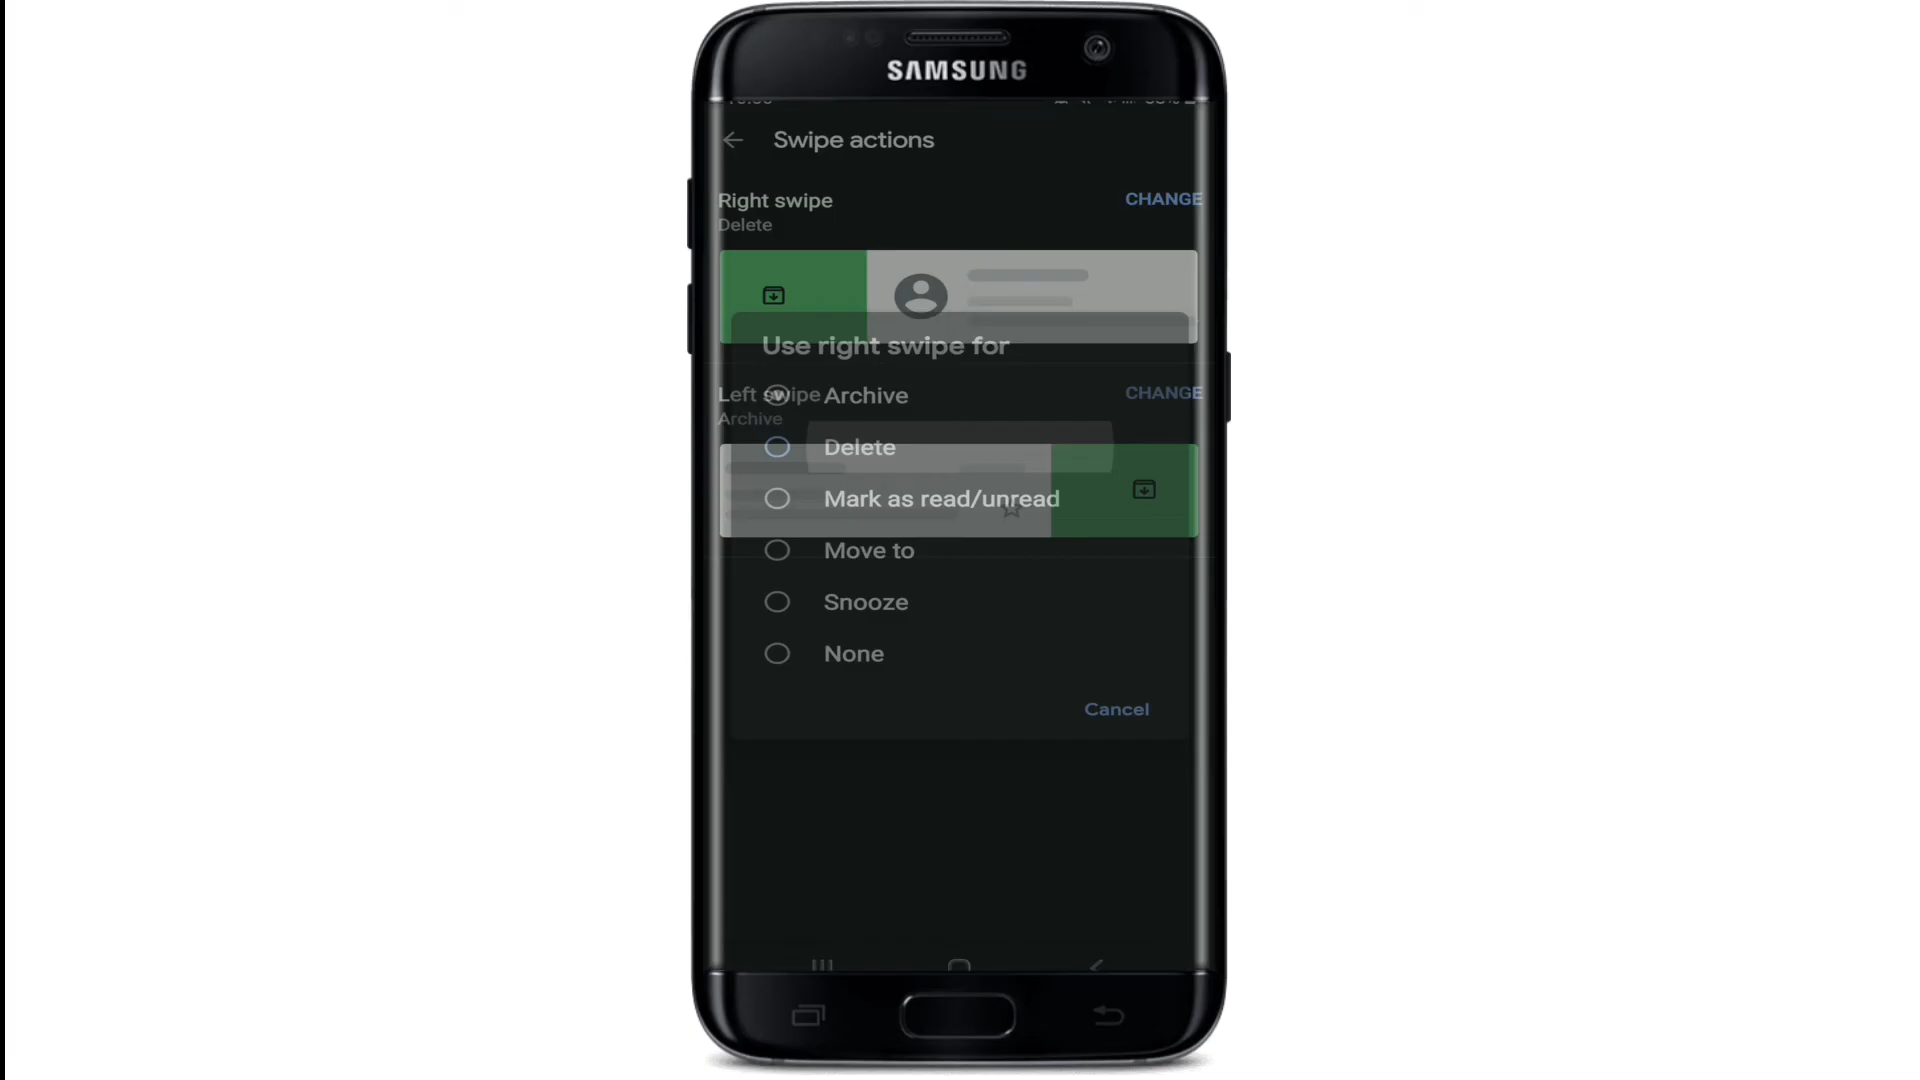 SAMSUNG
Swipe actions
Right swipe
CHANGE
Delete
Use right swipe for
Left swipe
CHANGE
Archive
Archive
Delete
Mark as read/unread
Move to
Snooze
None
Cancel